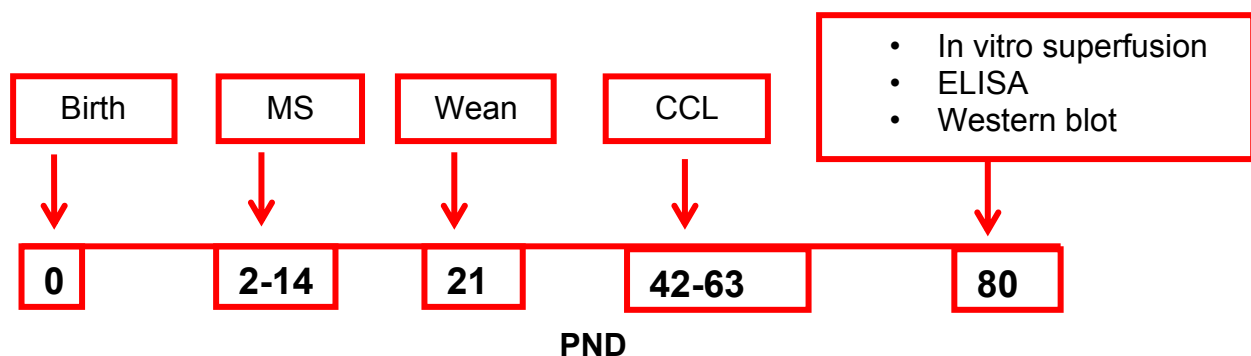 Birth
MS
Wean
CCL
• In vitro superfusion
• ELISA
• Western blot
0
2-14
21
42-63
80
PND